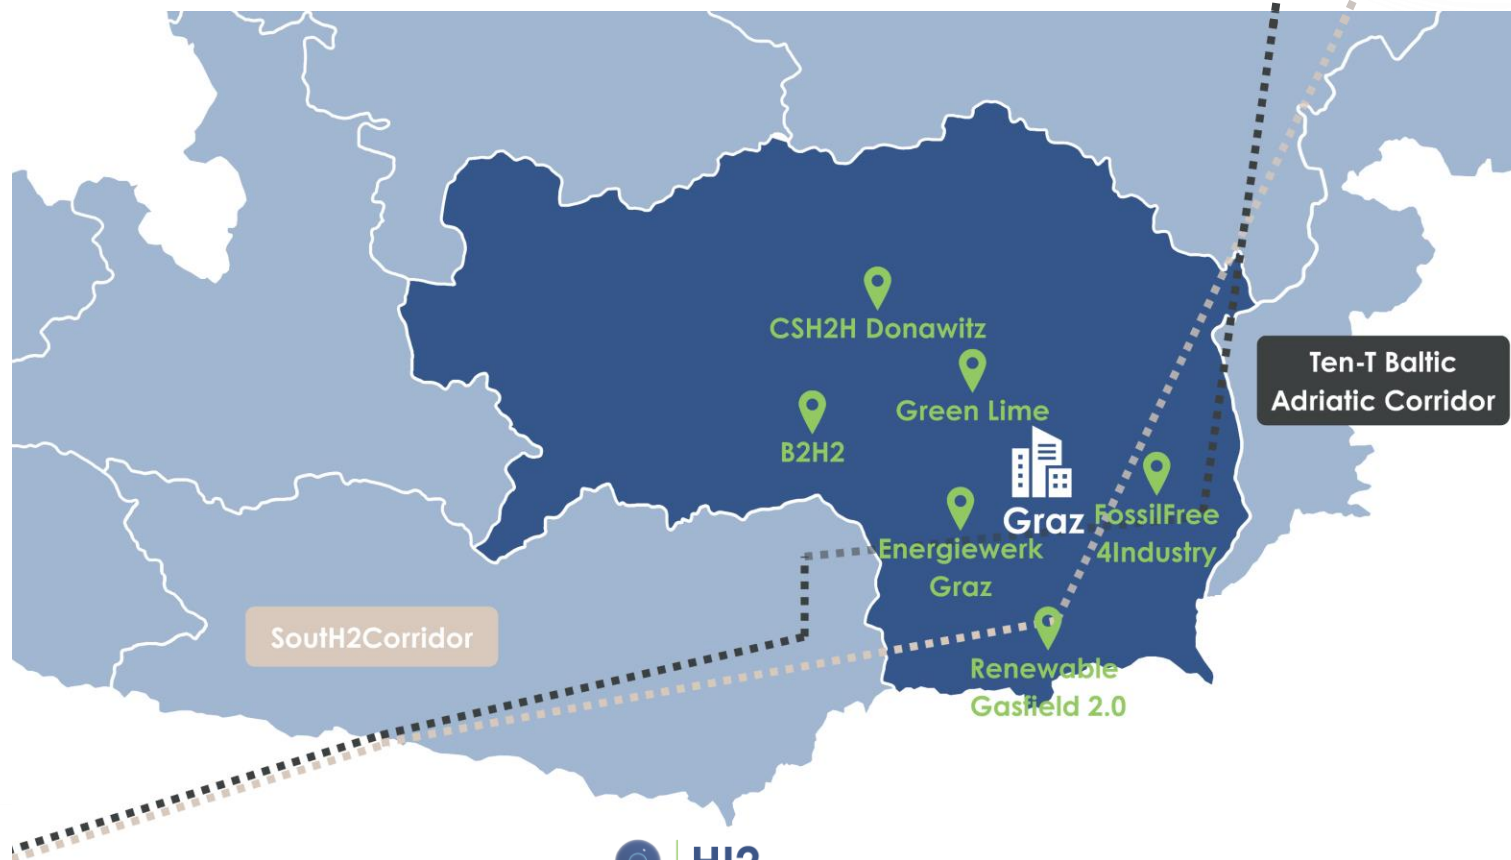 CSH2H Donawitz
Ten-T Baltic
Adriatic Corridor
Green Lime
B2H2
Graz
FossilFree
4Industry
Energiewerk
Graz
SoutH2Corridor
Renewable
Gasfield 2.0